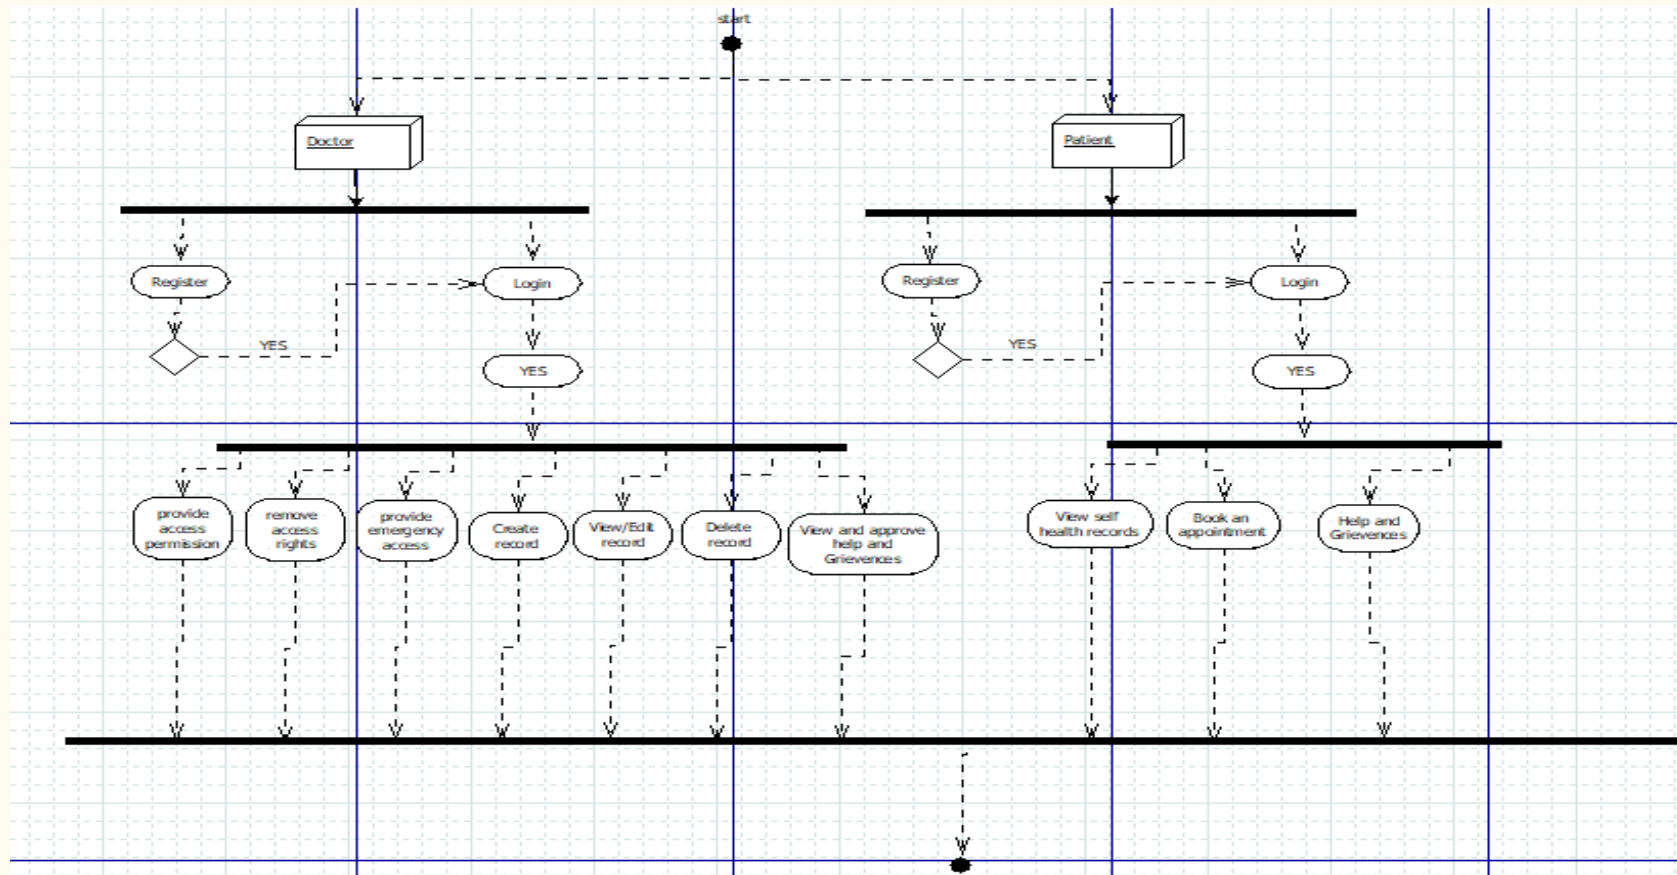 start
Doctor
Patient
Register
Login
Register
Login
YES
YES
YES
YES
provide
access
permission
remove
access
rights
provide
emergency
access
Create
record
View/Edit
record
Delete
record
View and approve
help and
Grievences
View self
health records
Book an
appointment
Help and
Grievences